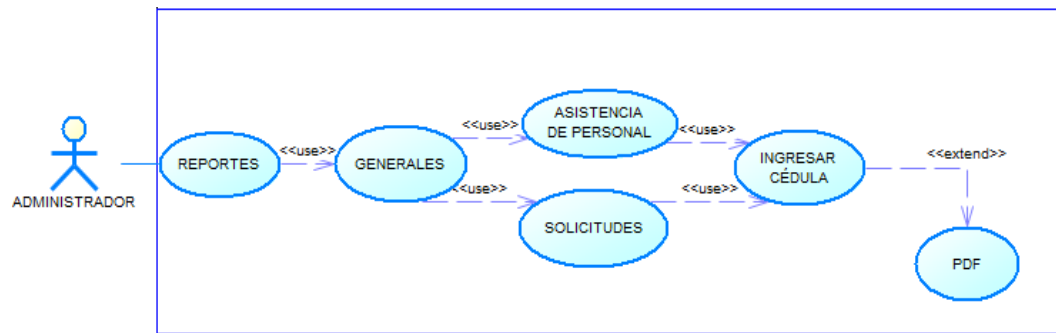 ADMINISTRADOR
REPORTES
<<use>>
GENERALES
<<use>>
<<use>>
ASISTENCIA
DE PERSONAL
SOLICITUDES
<<use>>
<<use>>
INGRESAR
CÉDULA
<<extend>>
PDF